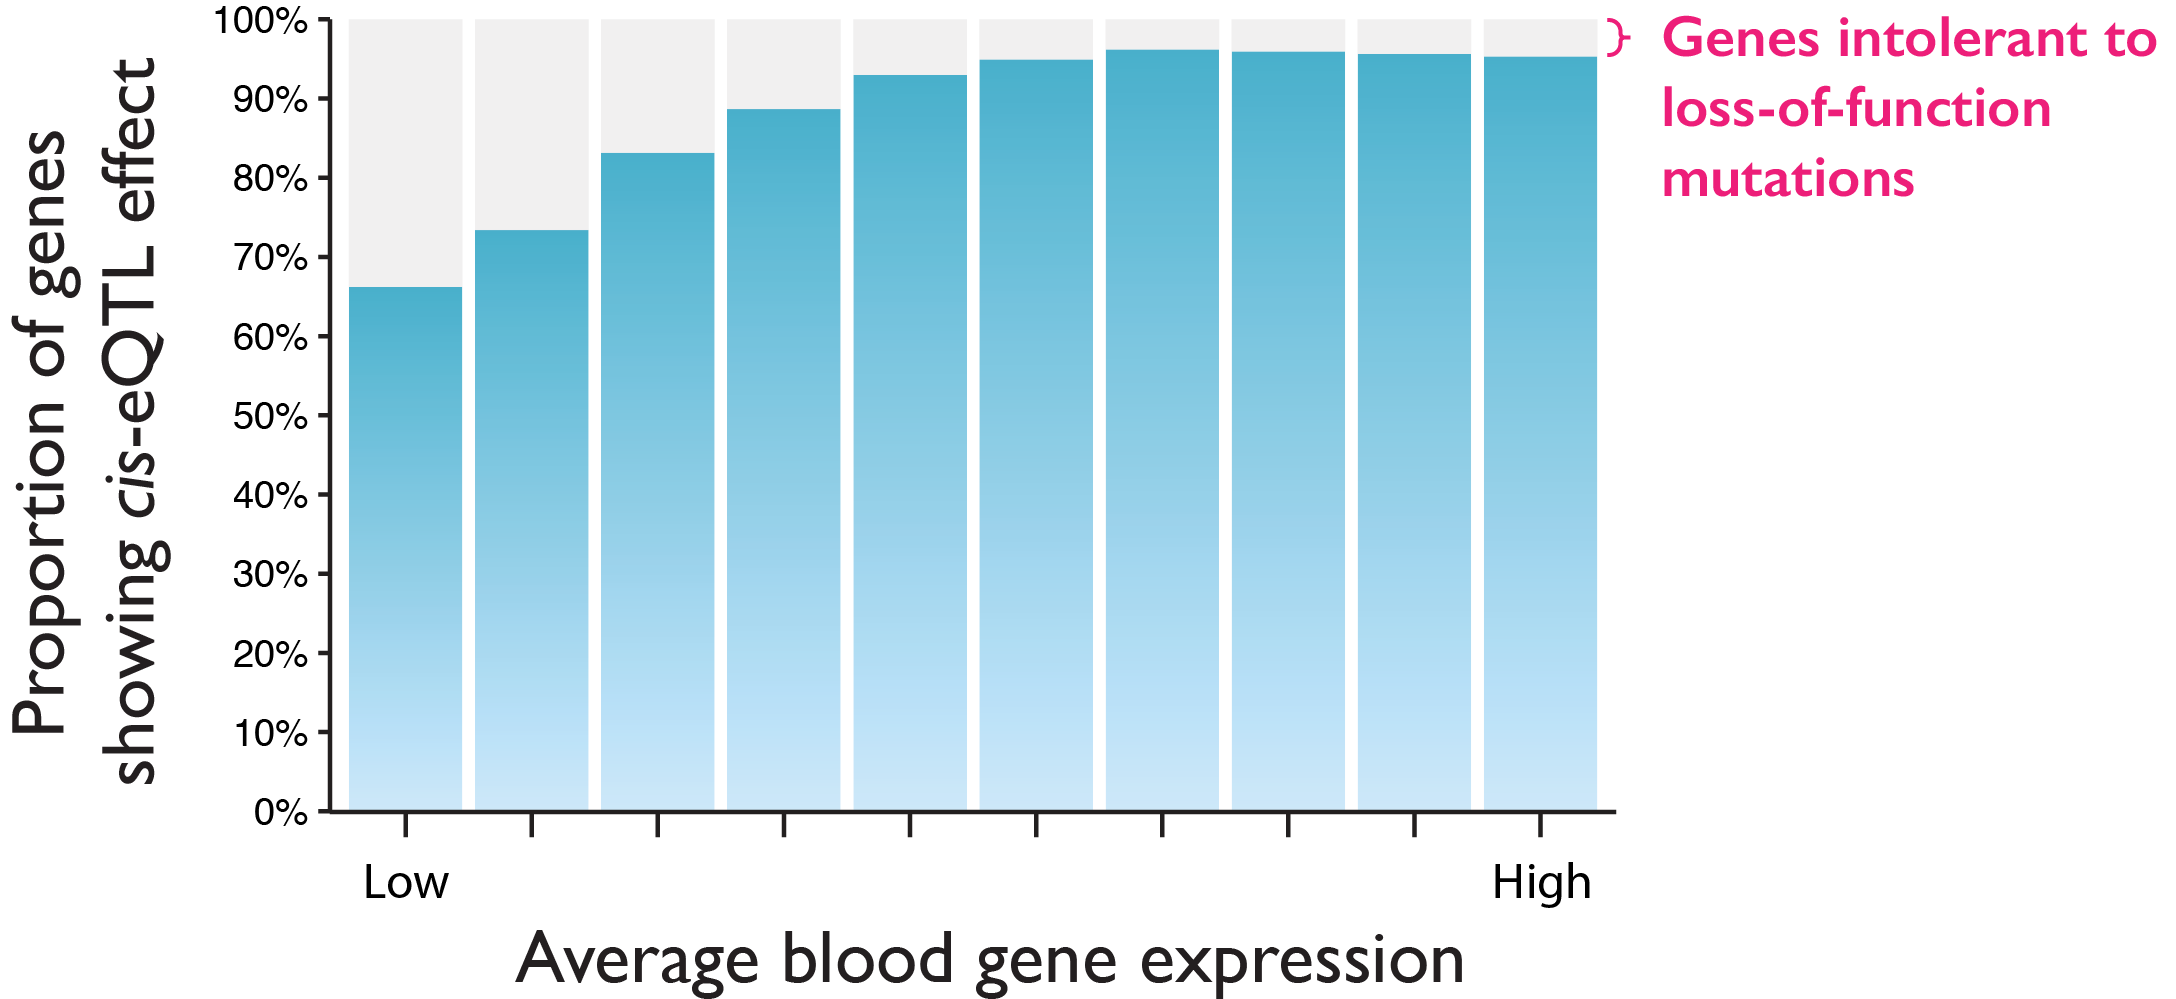 Proportion of genes
showing cis-eQTL effect
100%
90%
80%
70%
60%
50%
40%
30%
20%
10%
0%
Low
High
Average blood gene expression
Genes intolerant to
loss-of-function
mutations